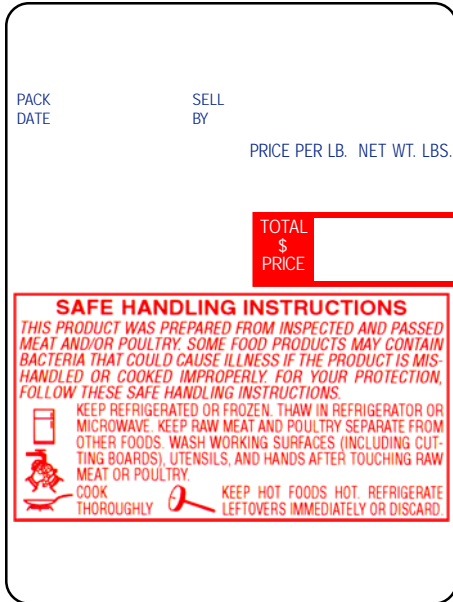 PACK SELL
DATE BY
PRICE PER LB. NET WT. LBS.
TOTAL
$
PRICE
SAFE HANDLING INSTRUCTIONS
THIS PRODUCT WAS PREPARED FROM INSPECTED AND PASSED
MEAT AND/OR POULTRY. SOME FOOD PRODUCTS MAY CONTAIN
BACTERIA THAT COULD CAUSE ILLNESS IF THE PRODUCT IS MIS-
HANDLED OR COOKED IMPROPERLY. FOR YOUR PROTECTION,
FOLLOW THESE SAFE HANDLING INSTRUCTIONS.
KEEP REFRIGERATED OR FROZEN. THAW IN REFRIGERATOR OR
MICROWAVE. KEEP RAW MEAT AND POULTRY SEPARATE FROM
OTHER FOODS. WASH WORKING SURFACES (INCLUDING CUT-
TING BOARDS), UTENSILS, AND HANDS AFTER TOUCHING RAW
MEAT OR POULTRY.
COOK
THOROUGHLY
KEEP HOT FOODS HOT. REFRIGERATE
LEFTOVERS IMMEDIATELY OR DISCARD.